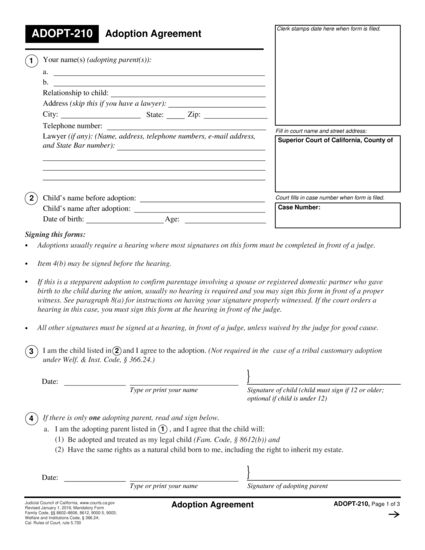 ADOPT-210 Adoption Agreement
Clerk stamps date here when form is filed.
1 Your name(s) (adopting parent(s)):
a.
b.
Relationship to child:
Address (skip this if you have a lawyer):
City: State: Zip:
Telephone number:
Lawyer (if any): (Name, address, telephone numbers, e-mail address,
and State Bar number):
Fill in court name and street address:
Superior Court of California, County of
2 Child's name before adoption:
Child's name after adoption:
Date of birth: Age:
Court fills in case number when form is filed.
Case Number:
Signing this forms:
• Adoptions usually require a hearing where most signatures on this form must be completed in front of a judge.
• Item 4(b) may be signed before the hearing.
• If this is a stepparent adoption to confirm parentage involving a spouse or registered domestic partner who gave
birth to the child during the union, usually no hearing is required and you may sign this form in front of a proper
witness. See paragraph 8(a) for instructions on having your signature properly witnessed. If the court orders a
hearing in this case, you must sign this form at the hearing in front of the judge.
• All other signatures must be signed at a hearing, in front of a judge, unless waived by the judge for good cause.
3 I am the child listed in 2 and I agree to the adoption. (Not required in the case of a tribal customary adoption
under Welf. & Inst. Code, § 366.24.)
Date:
Type or print your name
Signature of child (child must sign if 12 or older;
optional if child is under 12)
4 If there is only one adopting parent, read and sign below.
a. I am the adopting parent listed in 1 , and I agree that the child will:
(1) Be adopted and treated as my legal child (Fam. Code, § 8612(b)) and
(2) Have the same rights as a natural child born to me, including the right to inherit my estate.
Date:
Type or print your name
Signature of adopting parent
Judicial Council of California, www.courts.ca.gov
Revised January 1, 2016, Mandatory Form
Family Code, §§ 8602–8606, 8612, 9000.5, 9003;
Welfare and Institutions Code, § 366.24;
Cal. Rules of Court, rule 5.730
Adoption Agreement
ADOPT-210, Page 1 of 3